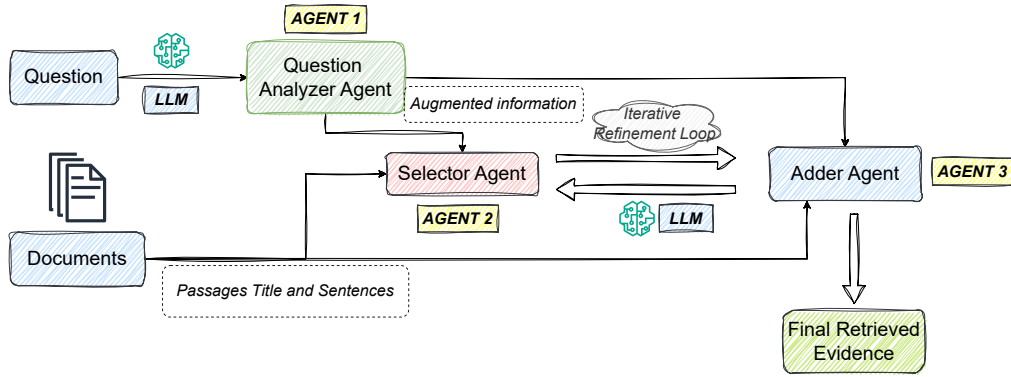 AGENT 1
Question
LLM
Question
Analyzer Agent
Augmented information
Iterative
Refinement Loop
Selector Agent
Adder Agent
AGENT 3
AGENT 2
LLM
Documents
Passages Title and Sentences
Final Retrieved
Evidence